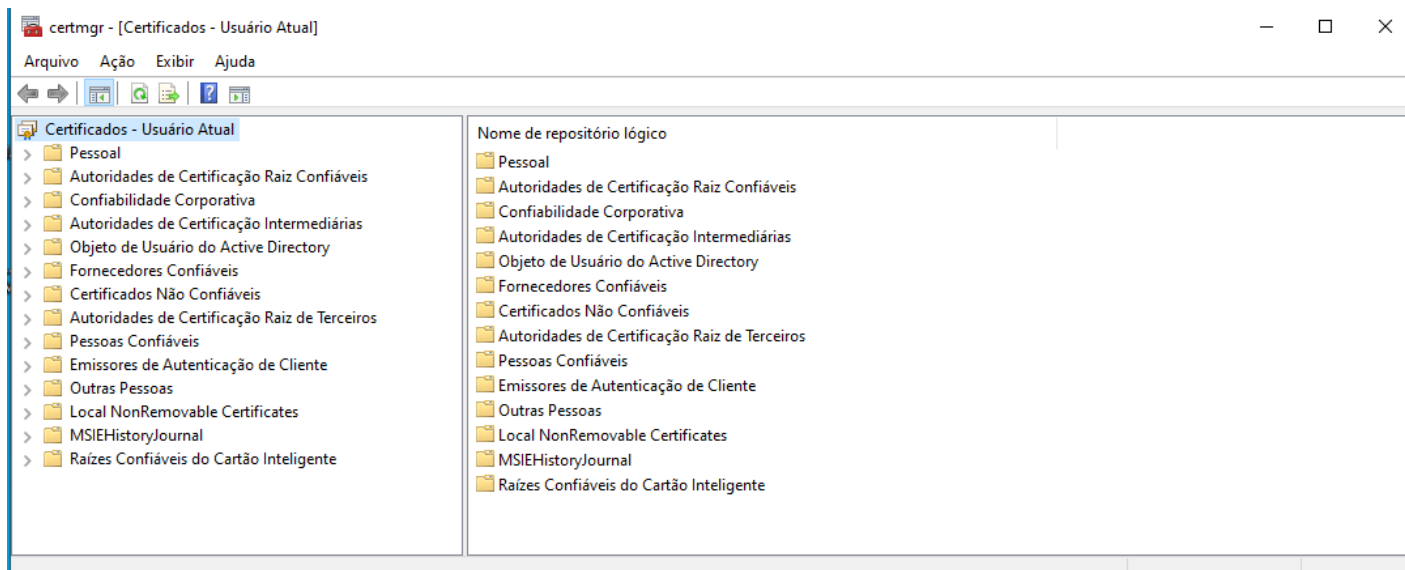 certmgr - [Certificados - Usuário Atual]
Arquivo Ação Exibir Ajuda
Certificados - Usuário Atual
Pessoal
Autoridades de Certificação Raiz Confiáveis
Confiabilidade Corporativa
Autoridades de Certificação Intermediárias
Objeto de Usuário do Active Directory
Fornecedores Confiáveis
Certificados Não Confiáveis
Autoridades de Certificação Raiz de Terceiros
Pessoas Confiáveis
Emissores de Autenticação de Cliente
Outras Pessoas
Local NonRemovable Certificates
MSIEHistoryJournal
Raízes Confiáveis do Cartão Inteligente
Nome de repositório lógico
Pessoal
Autoridades de Certificação Raiz Confiáveis
Confiabilidade Corporativa
Autoridades de Certificação Intermediárias
Objeto de Usuário do Active Directory
Fornecedores Confiáveis
Certificados Não Confiáveis
Autoridades de Certificação Raiz de Terceiros
Pessoas Confiáveis
Emissores de Autenticação de Cliente
Outras Pessoas
Local NonRemovable Certificates
MSIEHistoryJournal
Raízes Confiáveis do Cartão Inteligente